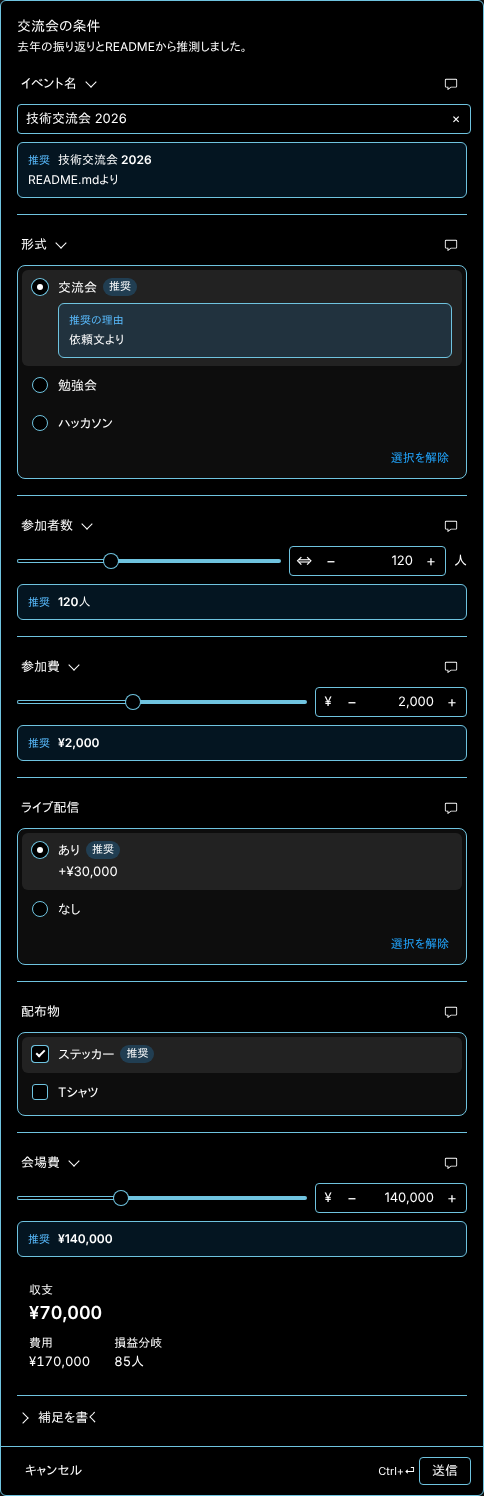 交流会の条件
去年の振り返りとREADMEから推測しました。
イベント名
技術交流会 2026 ×
推奨 技術交流会 2026
README.mdより
形式
交流会 推奨
推奨の理由
依頼文より
勉強会
ハッカソン
選択を解除
参加者数
⇔ − 120 + 人
推奨 120人
参加費
¥ − 2,000 +
推奨 ¥2,000
ライブ配信
あり 推奨
+¥30,000
なし
選択を解除
配布物
ステッカー 推奨
Tシャツ
会場費
¥ − 140,000 +
推奨 ¥140,000
収支
¥70,000
費用 損益分岐
¥170,000 85人
補足を書く
キャンセル Ctrl+⏎ 送信